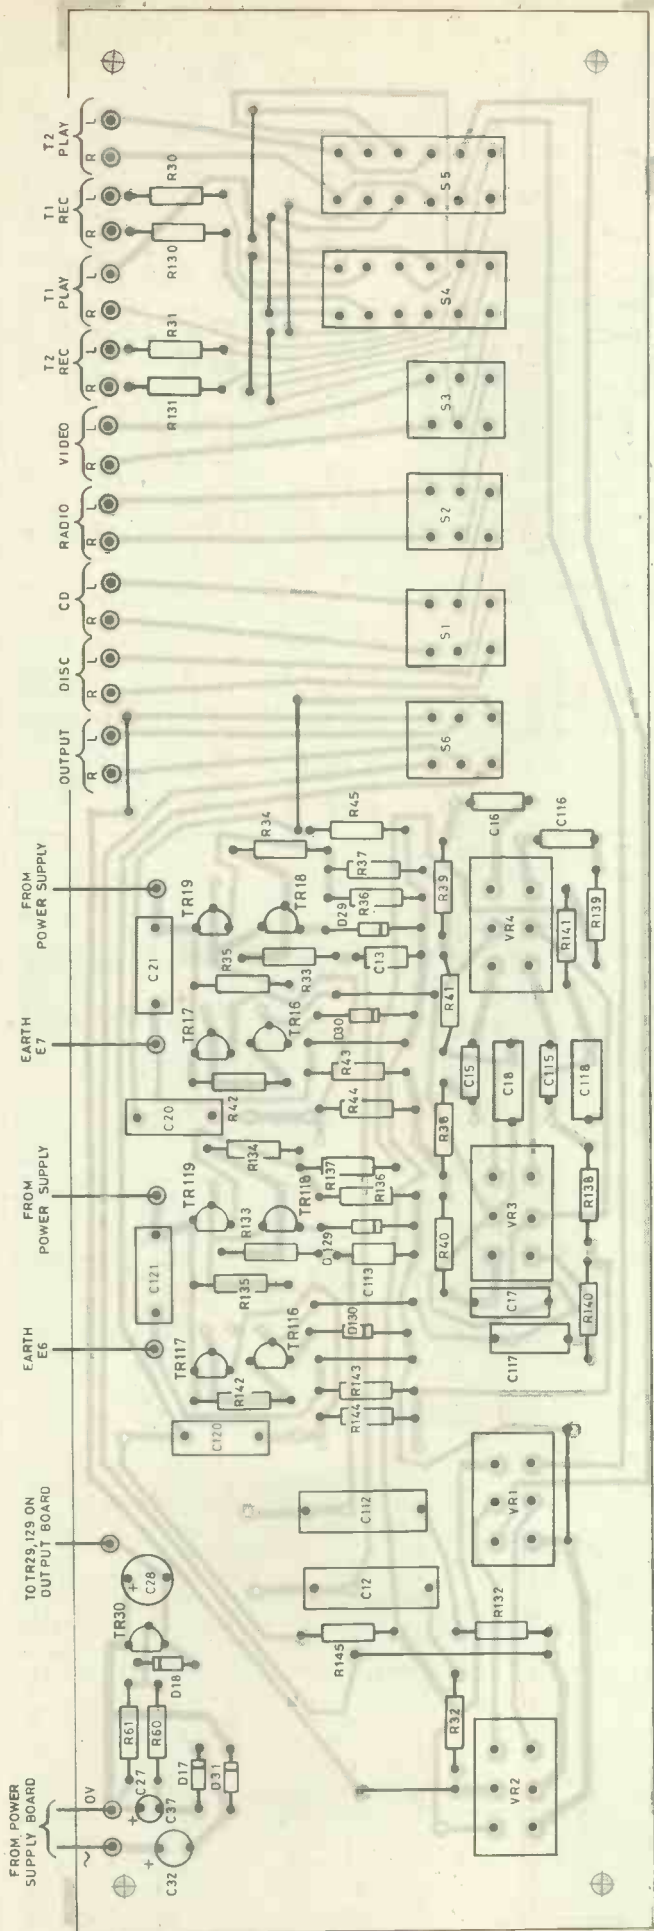 T2
PLAY
L
R
T1
REC
L
R
T1
PLAY
L
R
T2
REC
L
R
VIDEO
L
R
RADIO
L
R
CD
L
R
DISC
L
R
OUTPUT
L
R
FROM
POWER SUPPLY
EARTH
E7
FROM
POWER SUPPLY
EARTH
E6
TO TR29,129 ON
OUTPUT BOARD
FROM POWER
SUPPLY BOARD
0V
~
R30
R130
R31
R131
S5
S4
S3
S2
S1
S6
R34
R45
R37
R36
D29
R39
C16
C116
TR19
TR18
C21
R35
R33
C13
VR4
R141
R139
R41
TR17
TR16
D30
R43
R44
R42
C20
C15
C18
C115
C118
R38
R134
R137
R136
TR119
TR118
R133
D129
C121
R135
C113
R40
VR3
R138
C17
C117
R140
TR117
TR116
D130
R142
R143
R144
C120
C112
VR1
C28
+
TR30
D18
C12
R145
R132
R61
R60
R32
C27
+
C37
D17
D31
VR2
+
C32